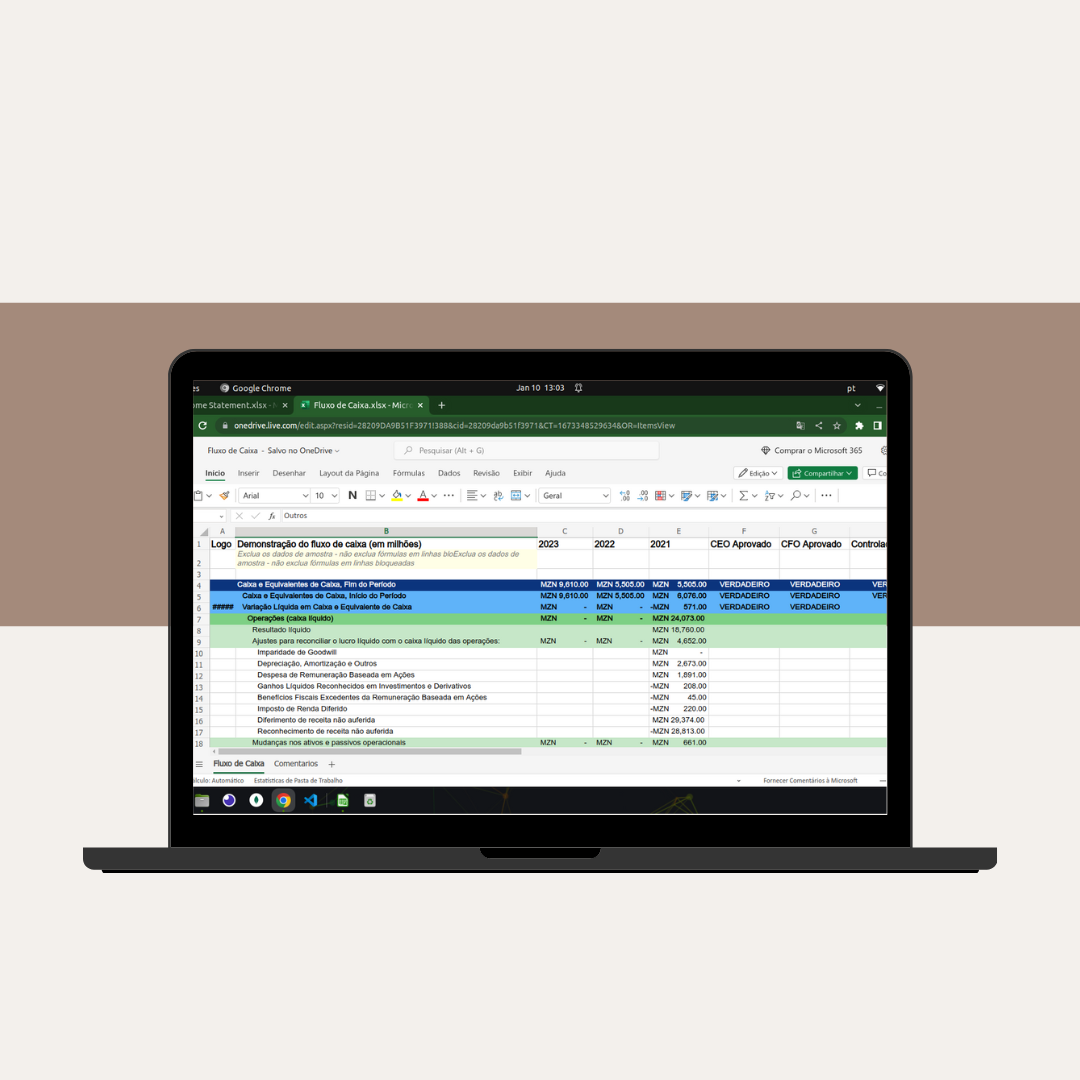 es Google Chrome Jan 10 13:03 pt
ome Statement.xlsx - M Fluxo de Caixa.xlsx - Micr
onedrive.live.com/edit.aspx?resid=28209DA9B51F3971!388&cid=28209da9b51f3971&CT=1673348529634&OR=ItemsView
Fluxo de Caixa - Salvo no OneDrive Pesquisar (Alt + G) Comprar o Microsoft 365
Início Inserir Desenhar Layout da Página Fórmulas Dados Revisão Exibir Ajuda Edição Compartilhar Co
Arial 10 N A ab Geral
fx Outros
A B C D E F G
1 Logo Demonstração do fluxo de caixa (em milhões) 2023 2022 2021 CEO Aprovado CFO Aprovado Controla
Exclua os dados de amostra - não exclua fórmulas em linhas bloExclua os dados de
2 amostra - não exclua fórmulas em linhas bloqueadas
3
4 Caixa e Equivalentes de Caixa, Fim do Período MZN 9,610.00 MZN 5,505.00 MZN 5,505.00 VERDADEIRO VERDADEIRO VER
5 Caixa e Equivalentes de Caixa, Início do Período MZN 9,610.00 MZN 5,505.00 MZN 6,076.00 VERDADEIRO VERDADEIRO VER
6 ##### Variação Líquida em Caixa e Equivalente de Caixa MZN - MZN - -MZN 571.00 VERDADEIRO VERDADEIRO
7 Operações (caixa líquido) MZN - MZN - MZN 24,073.00
8 Resultado líquido MZN 18,760.00
9 Ajustes para reconciliar o lucro líquido com o caixa líquido das operações: MZN - MZN - MZN 4,652.00
10 Imparidade de Goodwill MZN -
11 Depreciação, Amortização e Outros MZN 2,673.00
12 Despesa de Remuneração Baseada em Ações MZN 1,891.00
13 Ganhos Líquidos Reconhecidos em Investimentos e Derivativos -MZN 208.00
14 Benefícios Fiscais Excedentes da Remuneração Baseada em Ações -MZN 45.00
15 Imposto de Renda Diferido -MZN 220.00
16 Diferimento de receita não auferida MZN 29,374.00
17 Reconhecimento de receita não auferida -MZN 28,813.00
18 Mudanças nos ativos e passivos operacionais MZN - MZN - MZN 661.00
Fluxo de Caixa Comentarios
álculo: Automático Estatísticas de Pasta de Trabalho Fornecer Comentários à Microsoft